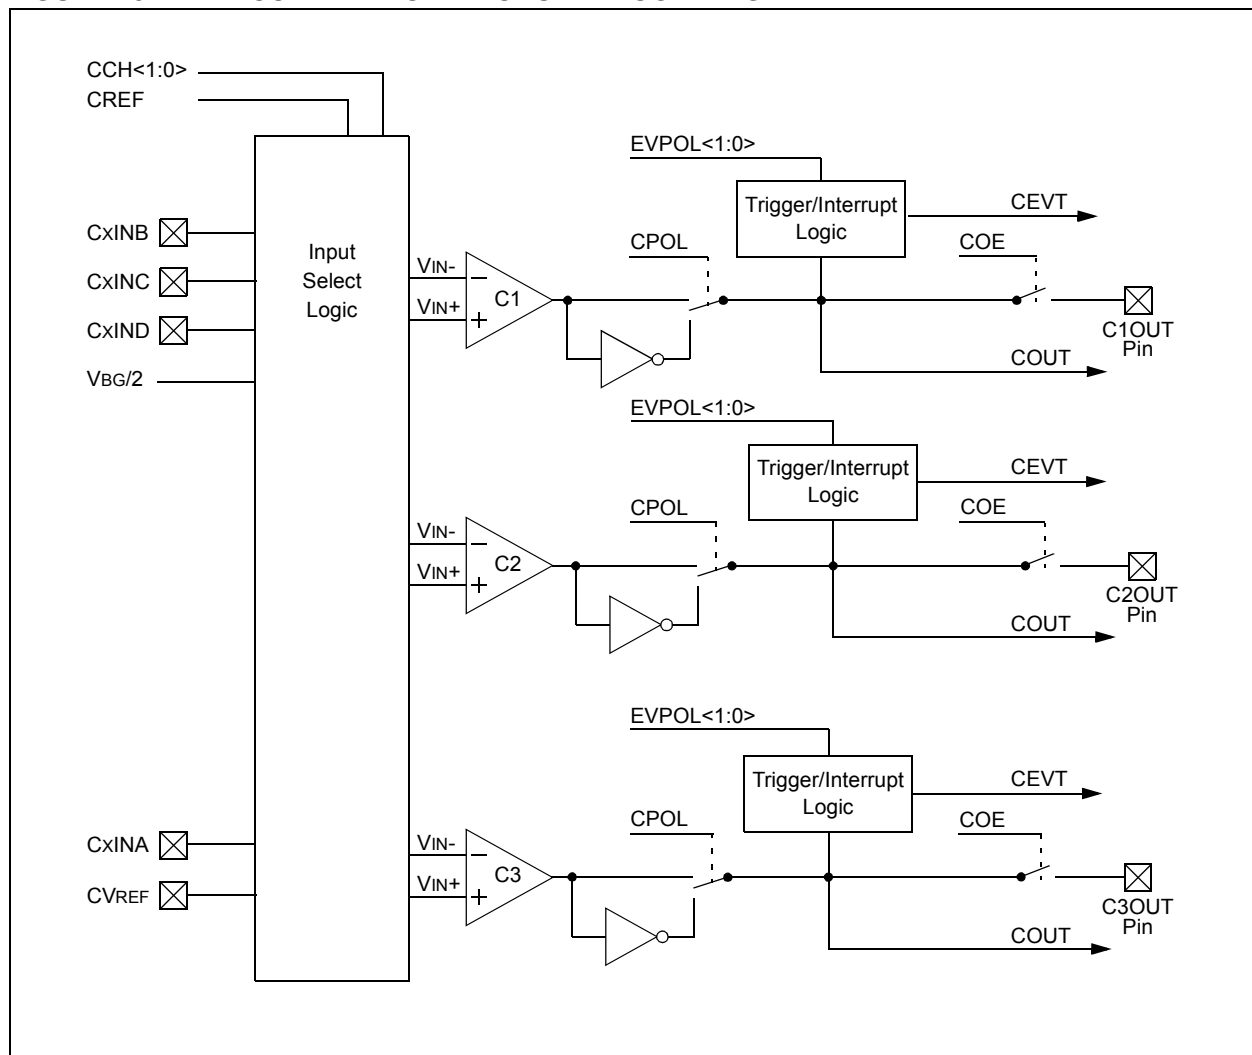 CCH<1:0>
CREF
CXINB
CXINC
CXIND
VBG/2
CXINA
CVREF
Input
Select
Logic
EVPOL<1:0>
Trigger/Interrupt
Logic
CEVT
CPOL
COE
VIN-
VIN+
C1
C1OUT
Pin
COUT
EVPOL<1:0>
Trigger/Interrupt
Logic
CEVT
CPOL
COE
VIN-
VIN+
C2
C2OUT
Pin
COUT
EVPOL<1:0>
Trigger/Interrupt
Logic
CEVT
CPOL
COE
VIN-
VIN+
C3
C3OUT
Pin
COUT